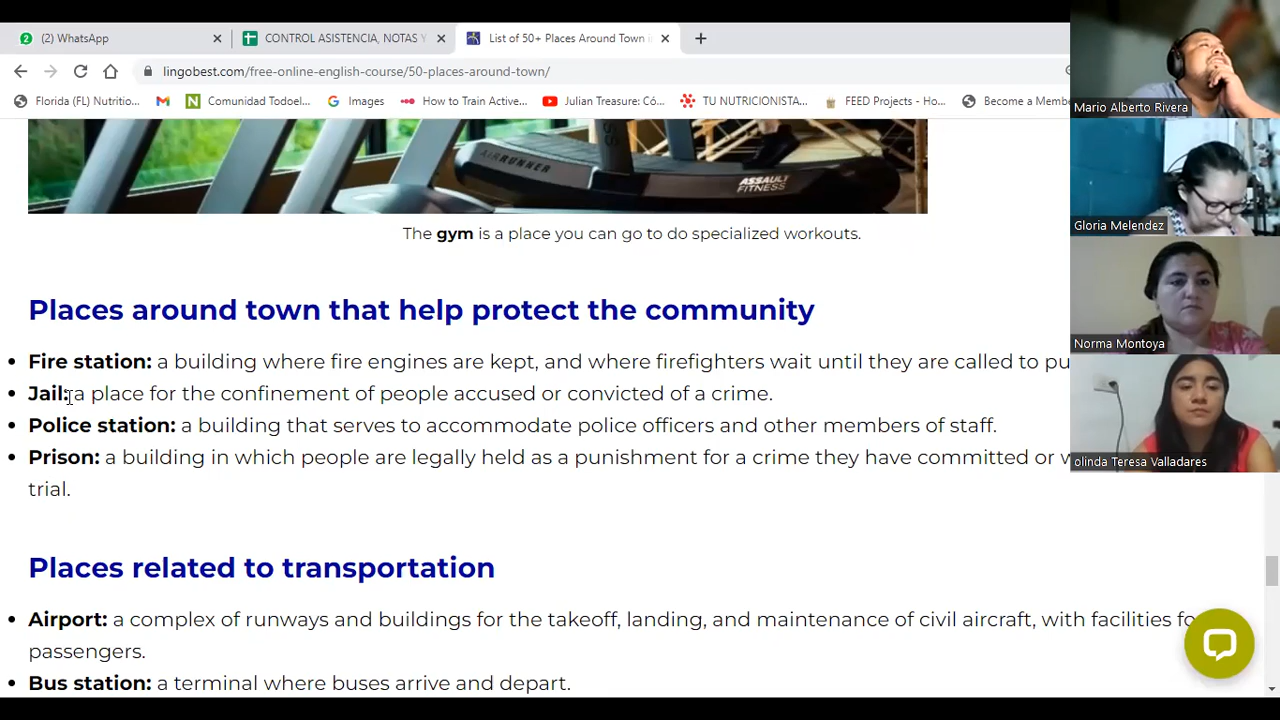 (2) WhatsApp
CONTROL ASISTENCIA, NOTAS Y
List of 50+ Places Around Town i
lingobest.com/free-online-english-course/50-places-around-town/
Florida (FL) Nutritio...
Comunidad Todoel...
Images
How to Train Active...
Julian Treasure: Có...
TU NUTRICIONISTA...
FEED Projects - Ho...
Become a Membe
Mario Alberto Rivera
AIRRUNNER
ASSAULT
FITNESS
Gloria Melendez
The gym is a place you can go to do specialized workouts.
Places around town that help protect the community
Norma Montoya
Fire station: a building where fire engines are kept, and where firefighters wait until they are called to pu
Jail: a place for the confinement of people accused or convicted of a crime.
Police station: a building that serves to accommodate police officers and other members of staff.
Prison: a building in which people are legally held as a punishment for a crime they have committed or w
trial.
olinda Teresa Valladares
Places related to transportation
Airport: a complex of runways and buildings for the takeoff, landing, and maintenance of civil aircraft, with facilities fo
passengers.
Bus station: a terminal where buses arrive and depart.